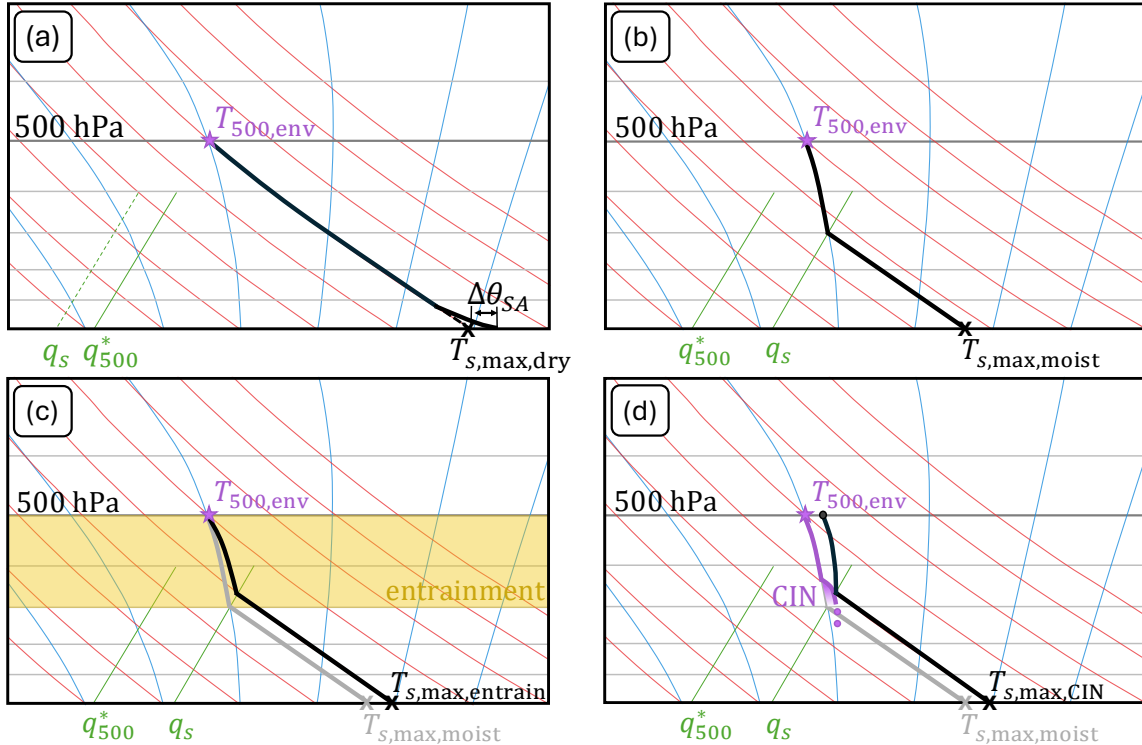 (a)
T500,env
500 hPa
ΔθSA
qs q*500
Ts,max,dry
(b)
T500,env
500 hPa
q*500 qs
Ts,max,moist
(c)
T500,env
500 hPa
entrainment
Ts,max,entrain
q*500 qs
Ts,max,moist
(d)
T500,env
500 hPa
CIN
Ts,max,CIN
q*500 qs
Ts,max,moist